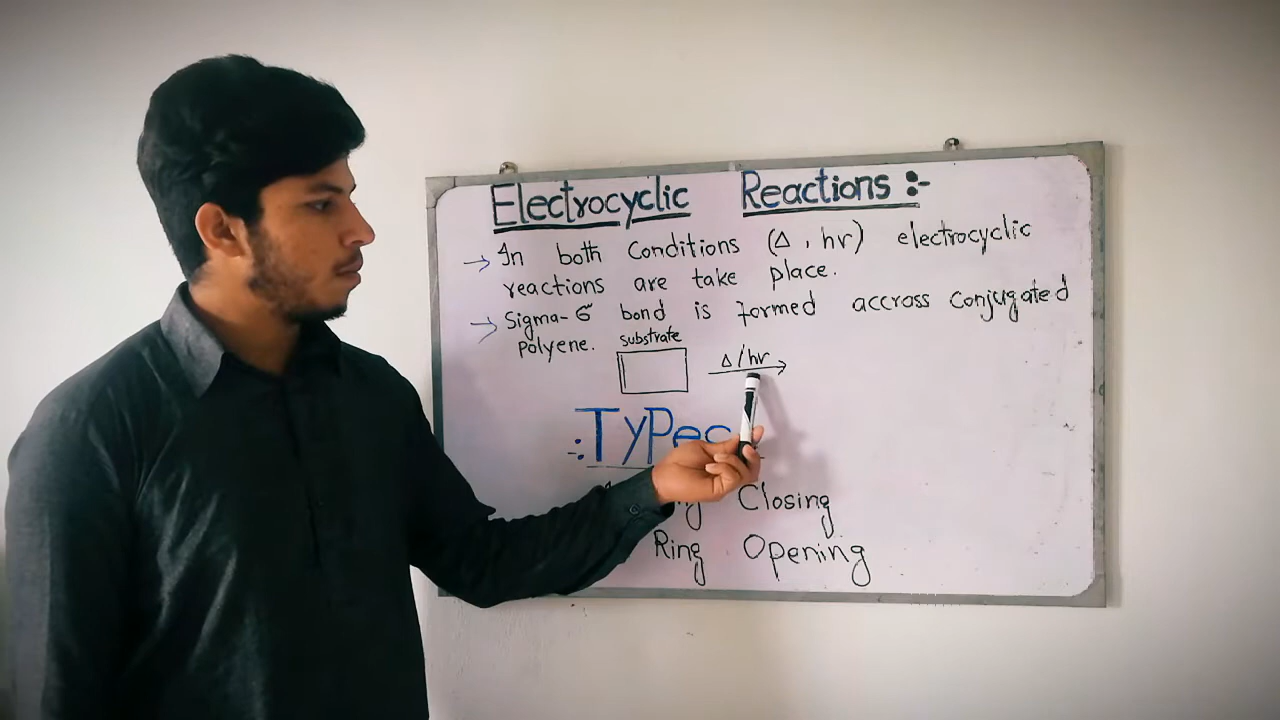 Electrocyclic Reactions :-
→ In both Conditions (Δ, hv) electrocyclic
reactions are take place.
→ Sigma-σ bond is formed accross Conjugated
polyene.
substrate
Δ/hv
:Types
Closing
Ring Opening